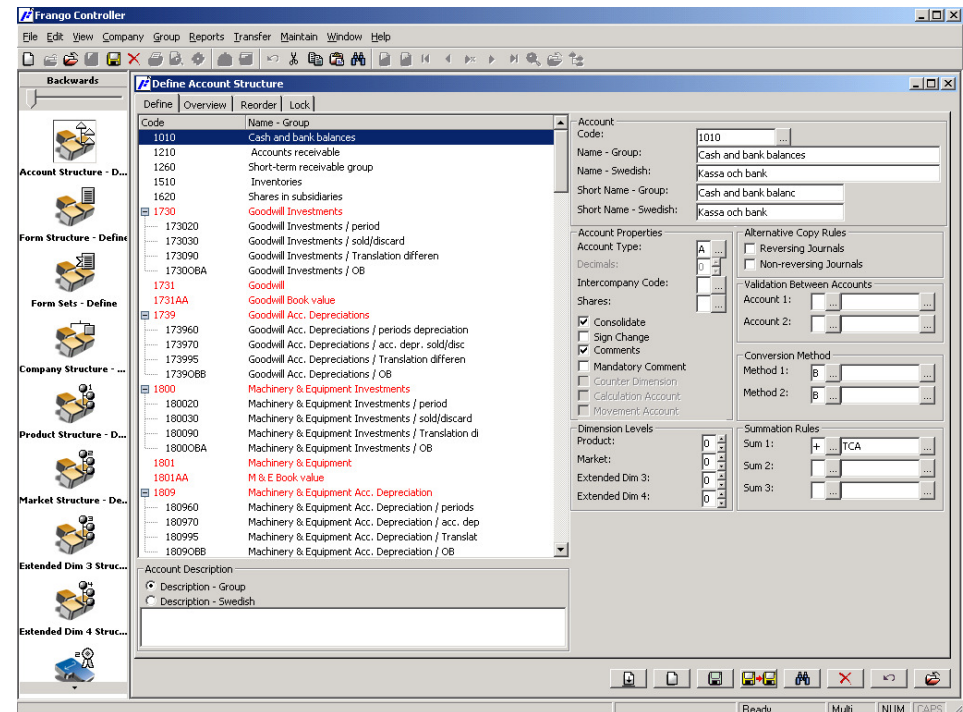 Frango Controller
File Edit View Company Group Reports Transfer Maintain Window Help
Backwards
Account Structure - D...
Form Structure - Define
Form Sets - Define
Company Structure - ...
Product Structure - D...
Market Structure - De...
Extended Dim 3 Struc...
Extended Dim 4 Struc...
Define Account Structure
Define Overview Reorder Lock
Code Name - Group
1010 Cash and bank balances
1210 Accounts receivable
1260 Short-term receivable group
1510 Inventories
1620 Shares in subsidiaries
1730 Goodwill Investments
173020 Goodwill Investments / period
173030 Goodwill Investments / sold/discard
173090 Goodwill Investments / Translation differen
1730OBA Goodwill Investments / OB
1731 Goodwill
1731AA Goodwill Book value
1739 Goodwill Acc. Depreciations
173960 Goodwill Acc. Depreciations / periods depreciation
173970 Goodwill Acc. Depreciations / acc. depr. sold/disc
173995 Goodwill Acc. Depreciations / Translation differen
1739OBB Goodwill Acc. Depreciations / OB
1800 Machinery & Equipment Investments
180020 Machinery & Equipment Investments / period
180030 Machinery & Equipment Investments / sold/discard
180090 Machinery & Equipment Investments / Translation di
1800OBA Machinery & Equipment Investments / OB
1801 Machinery & Equipment
1801AA M & E Book value
1809 Machinery & Equipment Acc. Depreciation
180960 Machinery & Equipment Acc. Depreciation / periods
180970 Machinery & Equipment Acc. Depreciation / acc. dep
180995 Machinery & Equipment Acc. Depreciation / Translat
1809OBB Machinery & Equipment Acc. Depreciation / OB
Account Description
Description - Group
Description - Swedish
Account
Code: 1010 ...
Name - Group: Cash and bank balances
Name - Swedish: Kassa och bank
Short Name - Group: Cash and bank balanc
Short Name - Swedish: Kassa och bank
Account Properties
Account Type: A ...
Decimals: 0
Intercompany Code: ...
Shares: ...
Consolidate
Sign Change
Comments
Mandatory Comment
Counter Dimension
Calculation Account
Movement Account
Dimension Levels
Product: 0
Market: 0
Extended Dim 3: 0
Extended Dim 4: 0
Alternative Copy Rules
Reversing Journals
Non-reversing Journals
Validation Between Accounts
Account 1: ... ...
Account 2: ... ...
Conversion Method
Method 1: B ... ...
Method 2: B ... ...
Summation Rules
Sum 1: + ... TCA ...
Sum 2: ... ...
Sum 3: ... ...
Ready Multi NUM CAPS